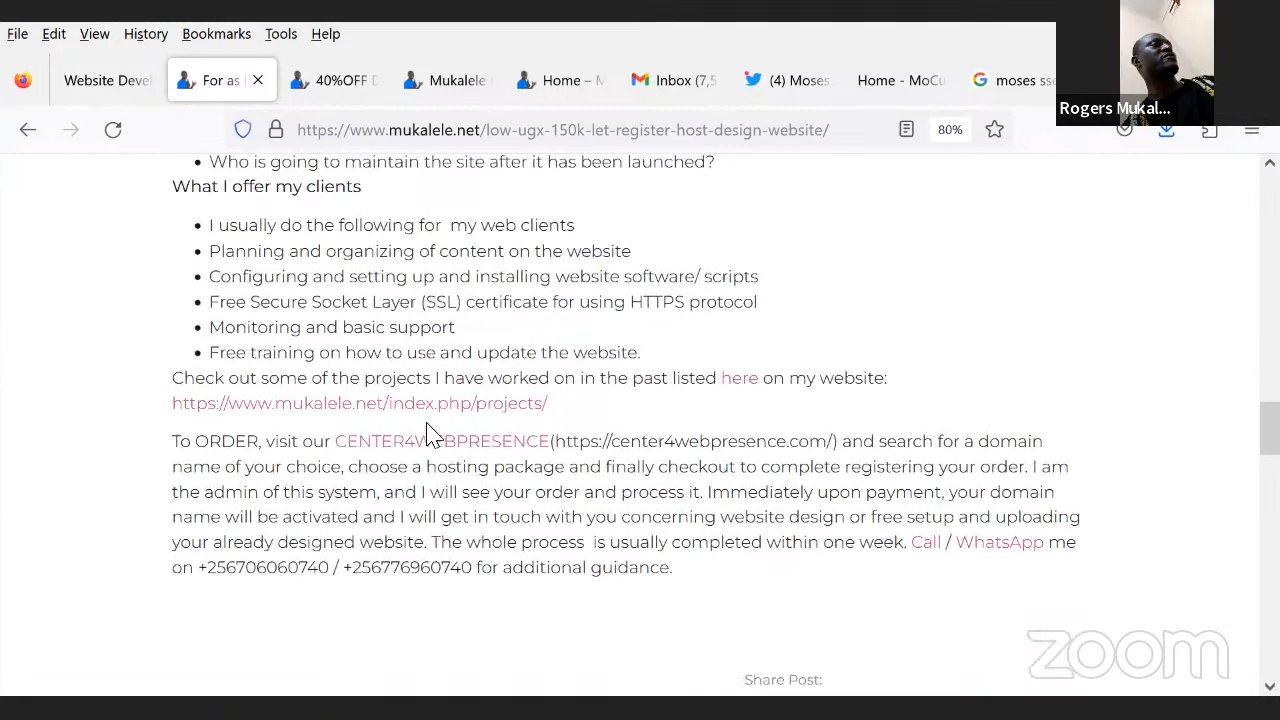 File Edit View History Bookmarks Tools Help
Website Deve For as 40%OFF D Mukalele Home – M Inbox (7,5 (4) Moses Home - MoCu moses sse
Rogers Mukal...
https://www.mukalele.net/low-ugx-150k-let-register-host-design-website/ 80%
Who is going to maintain the site after it has been launched?
What I offer my clients
I usually do the following for my web clients
Planning and organizing of content on the website
Configuring and setting up and installing website software/ scripts
Free Secure Socket Layer (SSL) certificate for using HTTPS protocol
Monitoring and basic support
Free training on how to use and update the website.
Check out some of the projects I have worked on in the past listed here on my website:
https://www.mukalele.net/index.php/projects/
To ORDER, visit our CENTER4WEBPRESENCE(https://center4webpresence.com/) and search for a domain
name of your choice, choose a hosting package and finally checkout to complete registering your order. I am
the admin of this system, and I will see your order and process it. Immediately upon payment, your domain
name will be activated and I will get in touch with you concerning website design or free setup and uploading
your already designed website. The whole process is usually completed within one week. Call / WhatsApp me
on +256706060740 / +256776960740 for additional guidance.
zoom
Share Post: